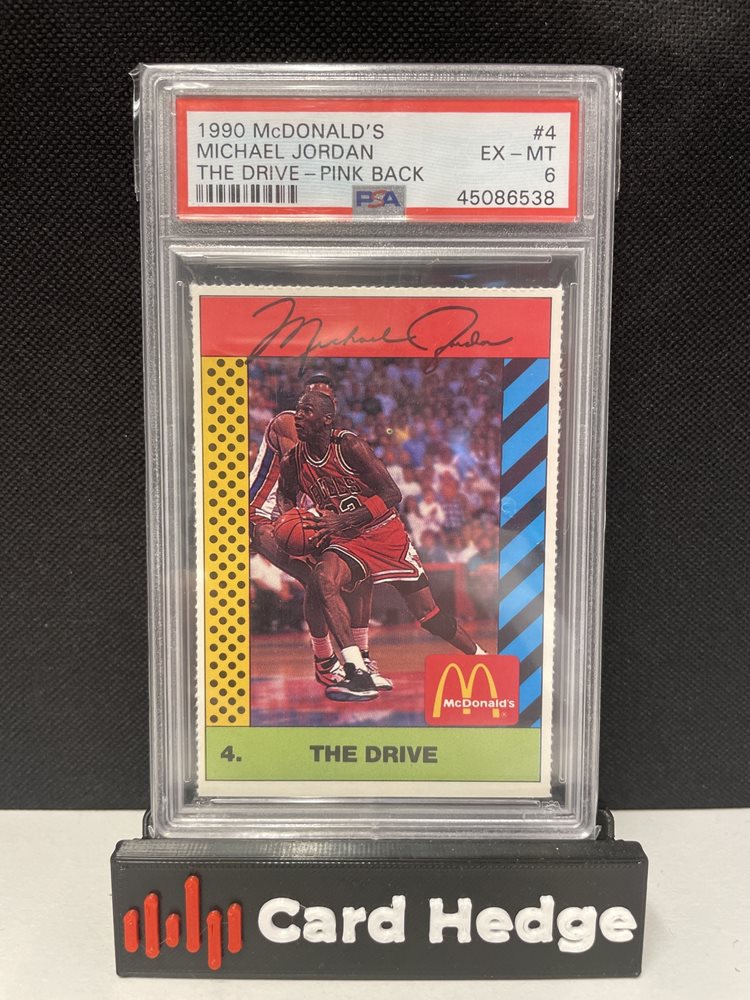 1990 McDONALD'S #4
MICHAEL JORDAN EX-MT
THE DRIVE-PINK BACK 6
PSA 45086538
Michael Jordan
McDonald's
4. THE DRIVE
Card Hedge